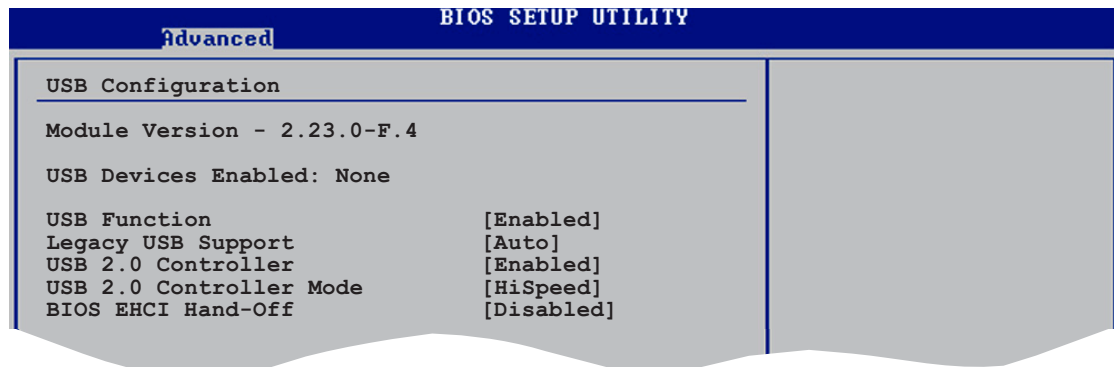 BIOS SETUP UTILITY
Advanced
USB Configuration
Module Version - 2.23.0-F.4
USB Devices Enabled: None
USB Function [Enabled]
Legacy USB Support [Auto]
USB 2.0 Controller [Enabled]
USB 2.0 Controller Mode [HiSpeed]
BIOS EHCI Hand-Off [Disabled]